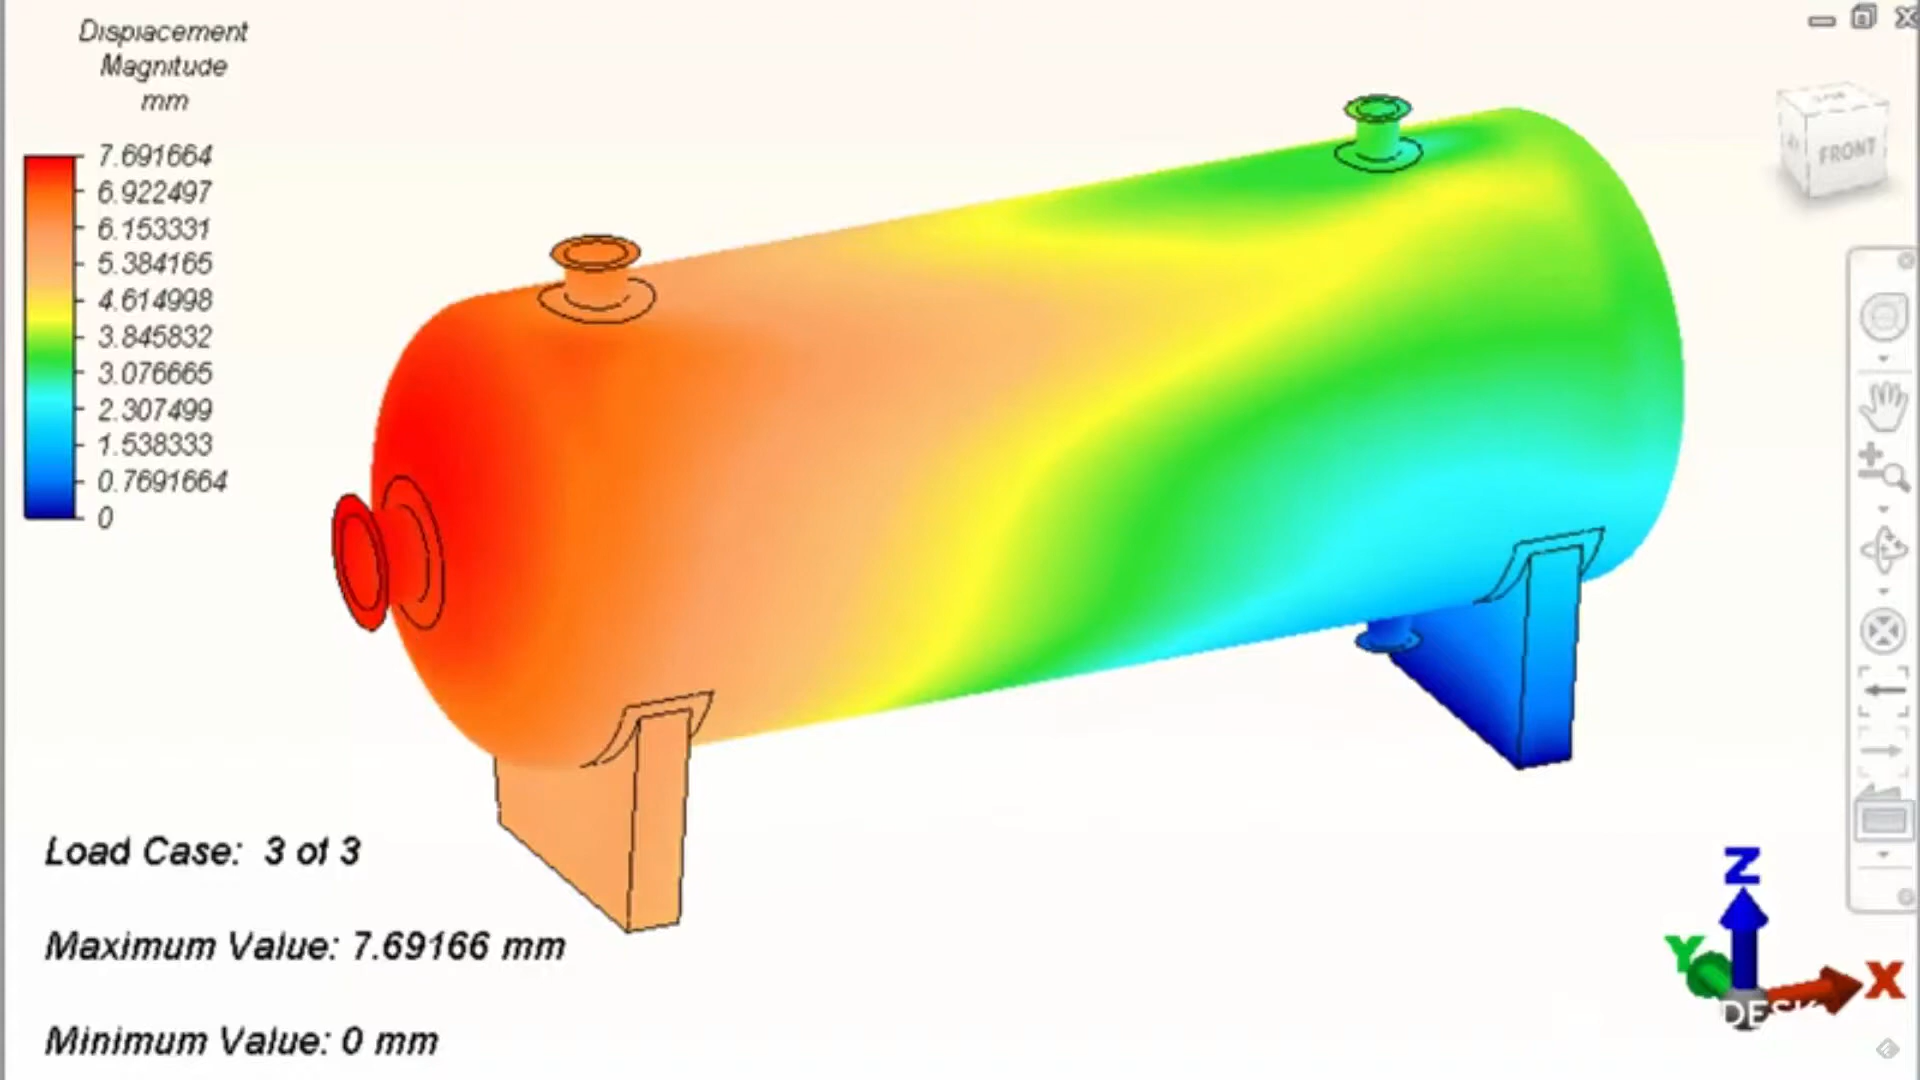 Displacement
Magnitude
mm
7.691664
6.922497
6.153331
5.384165
4.614998
3.845832
3.076665
2.307499
1.538333
0.7691664
0
FRONT
Load Case: 3 of 3
Maximum Value: 7.69166 mm
Minimum Value: 0 mm
Z
Y
X
DESK